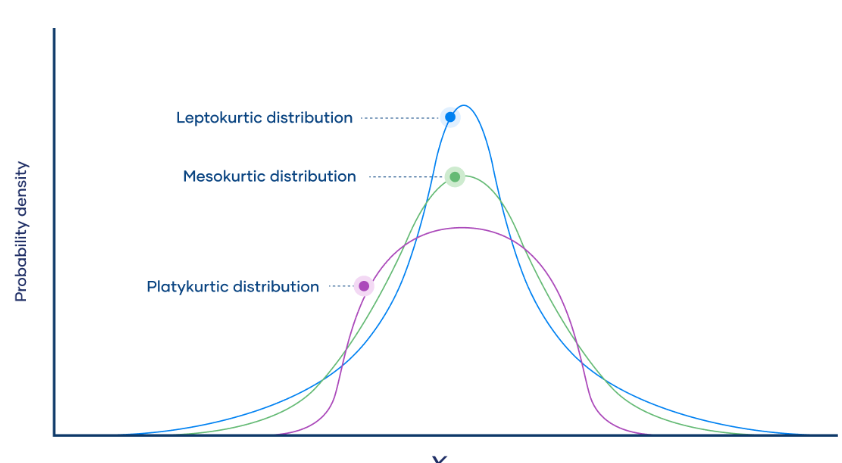 Leptokurtic distribution
Mesokurtic distribution
Probability density
Platykurtic distribution
X